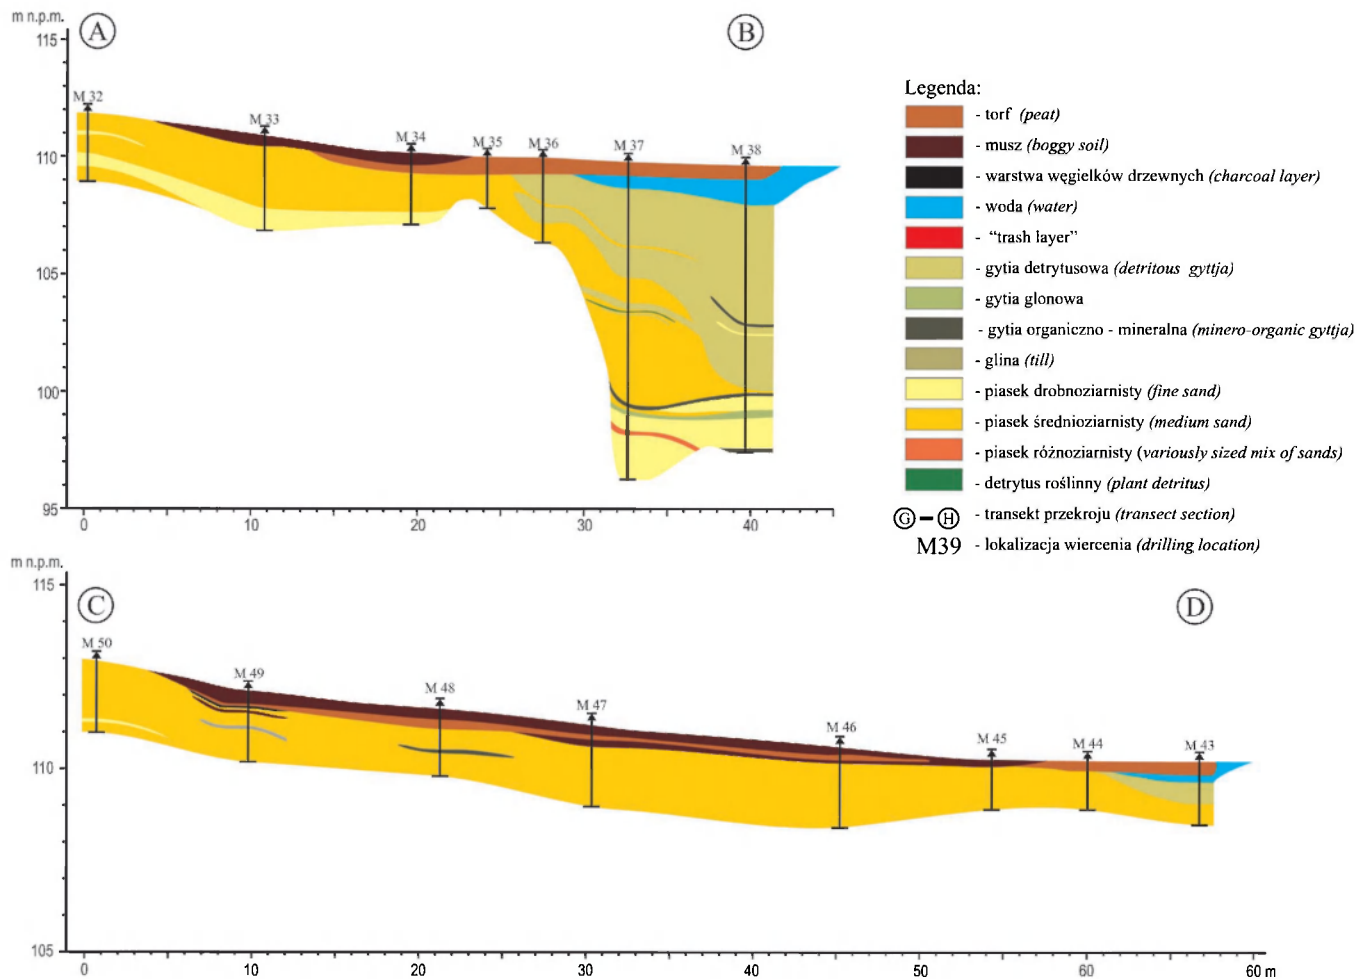 m n.p.m.
115
110
105
100
95
A
B
M 32
M 33
M 34
M 35
M 36
M 37
M 38
0
10
20
30
40
Legenda:
- torf (peat)
- musz (boggy soil)
- warstwa węgielków drzewnych (charcoal layer)
- woda (water)
- "trash layer"
- gytia detrytusowa (detritous gyttja)
- gytia glonowa
- gytia organiczno - mineralna (minero-organic gyttja)
- glina (till)
- piasek drobnoziarnisty (fine sand)
- piasek średnioziarnisty (medium sand)
- piasek różnoziarnisty (variously sized mix of sands)
- detrytus roślinny (plant detritus)
G – H - transekt przekroju (transect section)
M39 - lokalizacja wiercenia (drilling location)
m n.p.m.
115
110
105
C
D
M 50
M 49
M 48
M 47
M 46
M 45
M 44
M 43
0
10
20
30
40
50
60 m